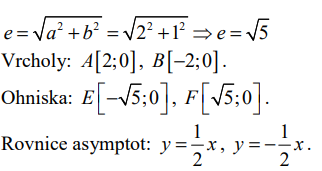 e = √(a² + b²) = √(2² + 1²) ⇒ e = √5
Vrcholy: A[2;0], B[−2;0].
Ohniska: E[−√5;0], F[√5;0].
Rovnice asymptot: y = 1/2 x, y = −1/2 x.